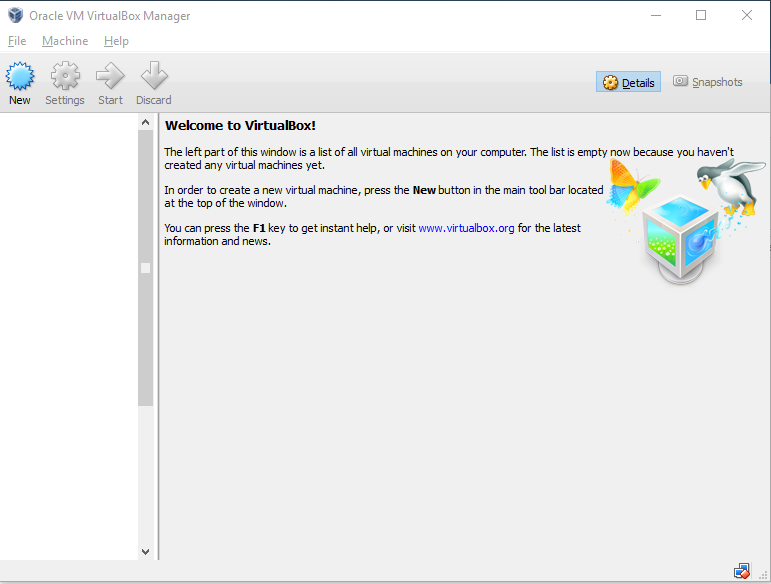 Oracle VM VirtualBox Manager
File Machine Help
New Settings Start Discard
Details Snapshots
Welcome to VirtualBox!
The left part of this window is a list of all virtual machines on your computer. The list is empty now because you haven't
created any virtual machines yet.
In order to create a new virtual machine, press the New button in the main tool bar located
at the top of the window.
You can press the F1 key to get instant help, or visit www.virtualbox.org for the latest
information and news.